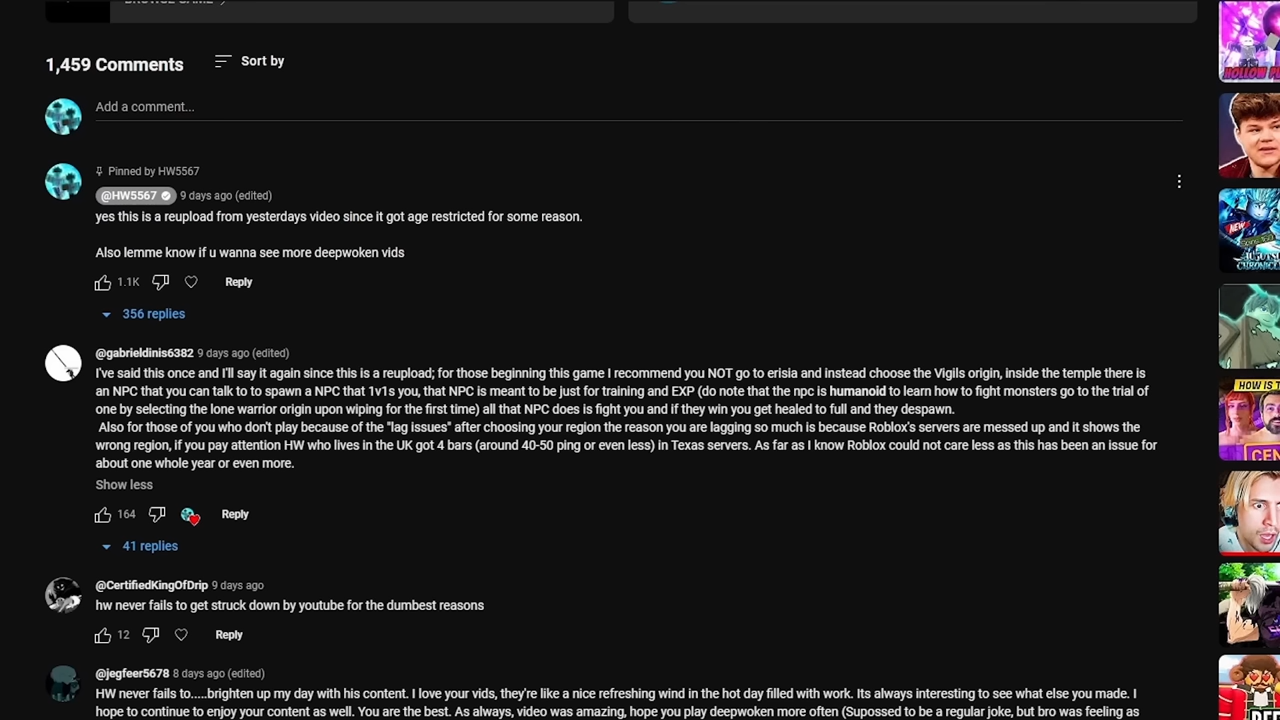 BROWSE GAME
1,459 Comments
Sort by
Add a comment...
Pinned by HW5567
@HW5567 9 days ago (edited)
yes this is a reupload from yesterdays video since it got age restricted for some reason.
Also lemme know if u wanna see more deepwoken vids
1.1K Reply
356 replies
@gabrieldinis6382 9 days ago (edited)
I've said this once and I'll say it again since this is a reupload; for those beginning this game I recommend you NOT go to erisia and instead choose the Vigils origin, inside the temple there is
an NPC that you can talk to to spawn a NPC that 1v1s you, that NPC is meant to be just for training and EXP (do note that the npc is humanoid to learn how to fight monsters go to the trial of
one by selecting the lone warrior origin upon wiping for the first time) all that NPC does is fight you and if they win you get healed to full and they despawn.
Also for those of you who don't play because of the "lag issues" after choosing your region the reason you are lagging so much is because Roblox's servers are messed up and it shows the
wrong region, if you pay attention HW who lives in the UK got 4 bars (around 40-50 ping or even less) in Texas servers. As far as I know Roblox could not care less as this has been an issue for
about one whole year or even more.
Show less
164 Reply
41 replies
@CertifiedKingOfDrip 9 days ago
hw never fails to get struck down by youtube for the dumbest reasons
12 Reply
@jegfeer5678 8 days ago (edited)
HW never fails to.....brighten up my day with his content. I love your vids, they're like a nice refreshing wind in the hot day filled with work. Its always interesting to see what else you made. I
hope to continue to enjoy your content as well. You are the best. As always, video is amazing, hope you play deepwoken more often (Supossed to be a regular joke, but bro was feeling as
HOLLOW
NEW
CHRONICL
HOW IS T
CEN